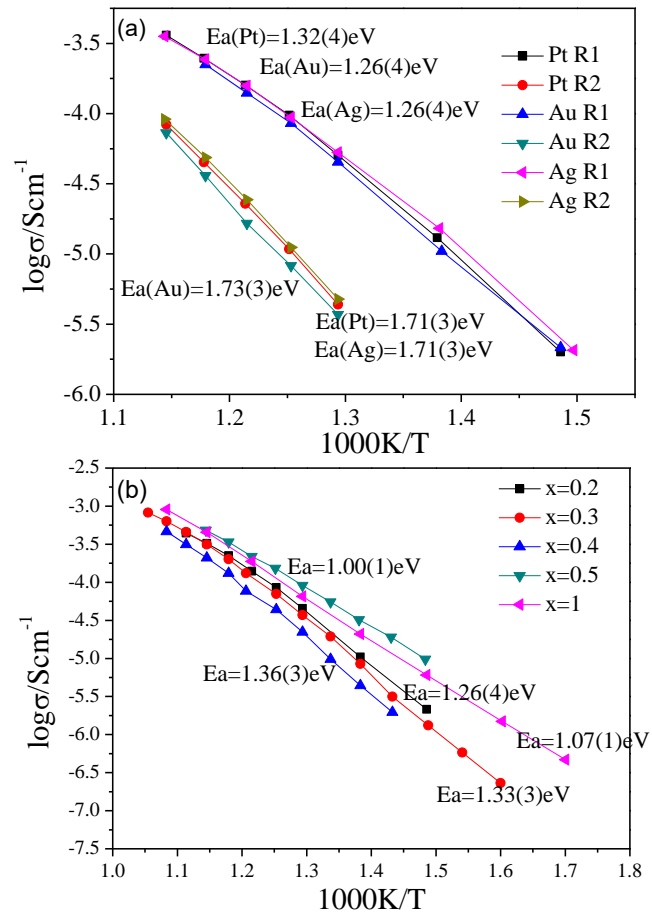 (a)
Ea(Pt)=1.32(4)eV
Ea(Au)=1.26(4)eV
Ea(Ag)=1.26(4)eV
Pt R1
Pt R2
Au R1
Au R2
Ag R1
Ag R2
Ea(Au)=1.73(3)eV
Ea(Pt)=1.71(3)eV
Ea(Ag)=1.71(3)eV
logσ/Scm⁻¹
-3.5
-4.0
-4.5
-5.0
-5.5
-6.0
1.1 1.2 1.3 1.4 1.5
1000K/T
(b)
x=0.2
x=0.3
x=0.4
x=0.5
x=1
Ea=1.00(1)eV
Ea=1.36(3)eV
Ea=1.26(4)eV
Ea=1.07(1)eV
Ea=1.33(3)eV
logσ/Scm⁻¹
-2.5
-3.0
-3.5
-4.0
-4.5
-5.0
-5.5
-6.0
-6.5
-7.0
-7.5
1.0 1.1 1.2 1.3 1.4 1.5 1.6 1.7 1.8
1000K/T